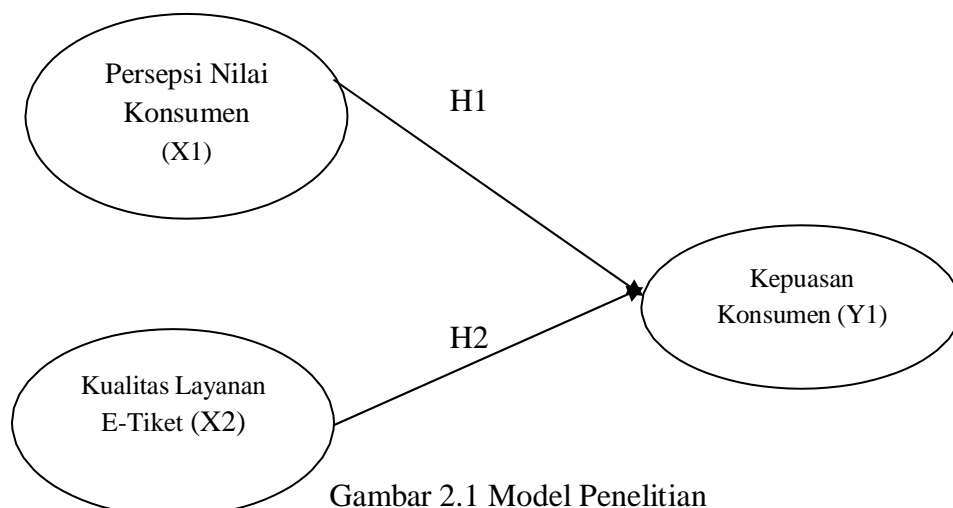 Persepsi Nilai
Konsumen
(X1)
H1
Kepuasan
Konsumen (Y1)
H2
Kualitas Layanan
E-Tiket (X2)
Gambar 2.1 Model Penelitian